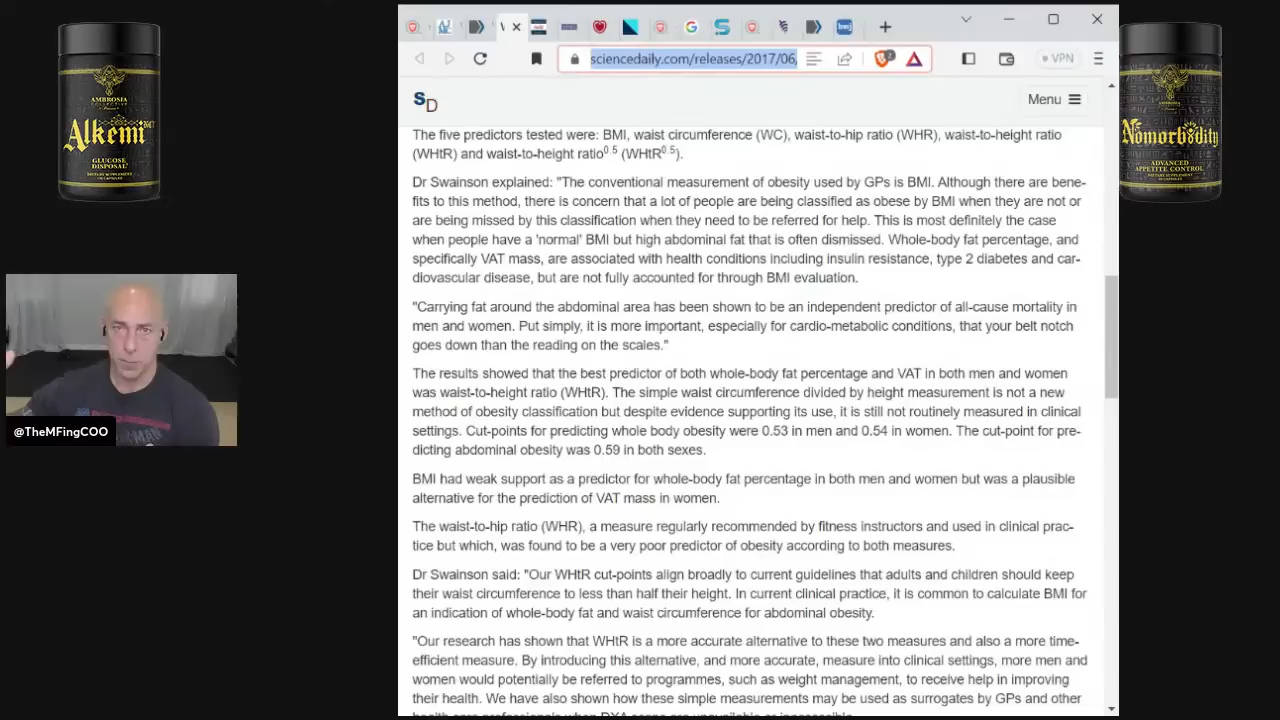 AMBROSIA
COLLECTIVE
Alkemi
GLUCOSE
DISPOSAL
@TheMFingCOO
sciencedaily.com/releases/2017/06,
VPN
SD
Menu
The five predictors tested were: BMI, waist circumference (WC), waist-to-hip ratio (WHR), waist-to-height ratio
(WHtR) and waist-to-height ratio0.5 (WHtR0.5).
Dr Swainson explained: "The conventional measurement of obesity used by GPs is BMI. Although there are bene-
fits to this method, there is concern that a lot of people are being classified as obese by BMI when they are not or
are being missed by this classification when they need to be referred for help. This is most definitely the case
when people have a 'normal' BMI but high abdominal fat that is often dismissed. Whole-body fat percentage, and
specifically VAT mass, are associated with health conditions including insulin resistance, type 2 diabetes and car-
diovascular disease, but are not fully accounted for through BMI evaluation.
"Carrying fat around the abdominal area has been shown to be an independent predictor of all-cause mortality in
men and women. Put simply, it is more important, especially for cardio-metabolic conditions, that your belt notch
goes down than the reading on the scales."
The results showed that the best predictor of both whole-body fat percentage and VAT in both men and women
was waist-to-height ratio (WHtR). The simple waist circumference divided by height measurement is not a new
method of obesity classification but despite evidence supporting its use, it is still not routinely measured in clinical
settings. Cut-points for predicting whole body obesity were 0.53 in men and 0.54 in women. The cut-point for pre-
dicting abdominal obesity was 0.59 in both sexes.
BMI had weak support as a predictor for whole-body fat percentage in both men and women but was a plausible
alternative for the prediction of VAT mass in women.
The waist-to-hip ratio (WHR), a measure regularly recommended by fitness instructors and used in clinical prac-
tice but which, was found to be a very poor predictor of obesity according to both measures.
Dr Swainson said: "Our WHtR cut-points align broadly to current guidelines that adults and children should keep
their waist circumference to less than half their height. In current clinical practice, it is common to calculate BMI for
an indication of whole-body fat and waist circumference for abdominal obesity.
"Our research has shown that WHtR is a more accurate alternative to these two measures and also a more time-
efficient measure. By introducing this alternative, and more accurate, measure into clinical settings, more men and
women would potentially be referred to programmes, such as weight management, to receive help in improving
their health. We have also shown how these simple measurements may be used as surrogates by GPs and other
Nomorbidity
ADVANCED
APPETITE CONTROL